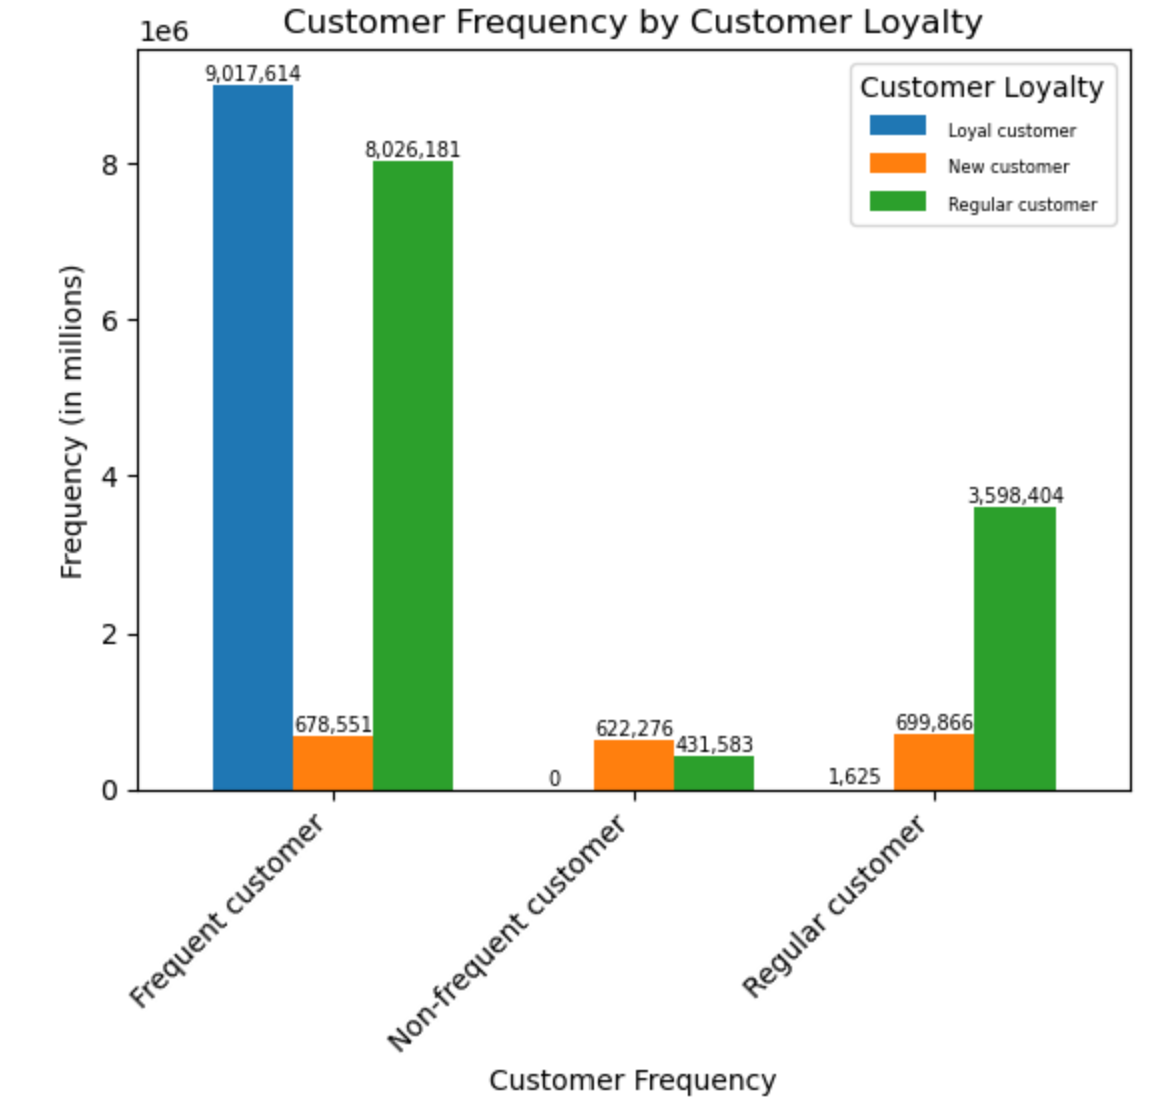 Customer Frequency by Customer Loyalty
1e6
9,017,614
8,026,181
Customer Loyalty
Loyal customer
New customer
Regular customer
8
6
4
2
0
Frequency (in millions)
678,551
0
622,276
431,583
1,625
699,866
3,598,404
Frequent customer
Non-frequent customer
Regular customer
Customer Frequency